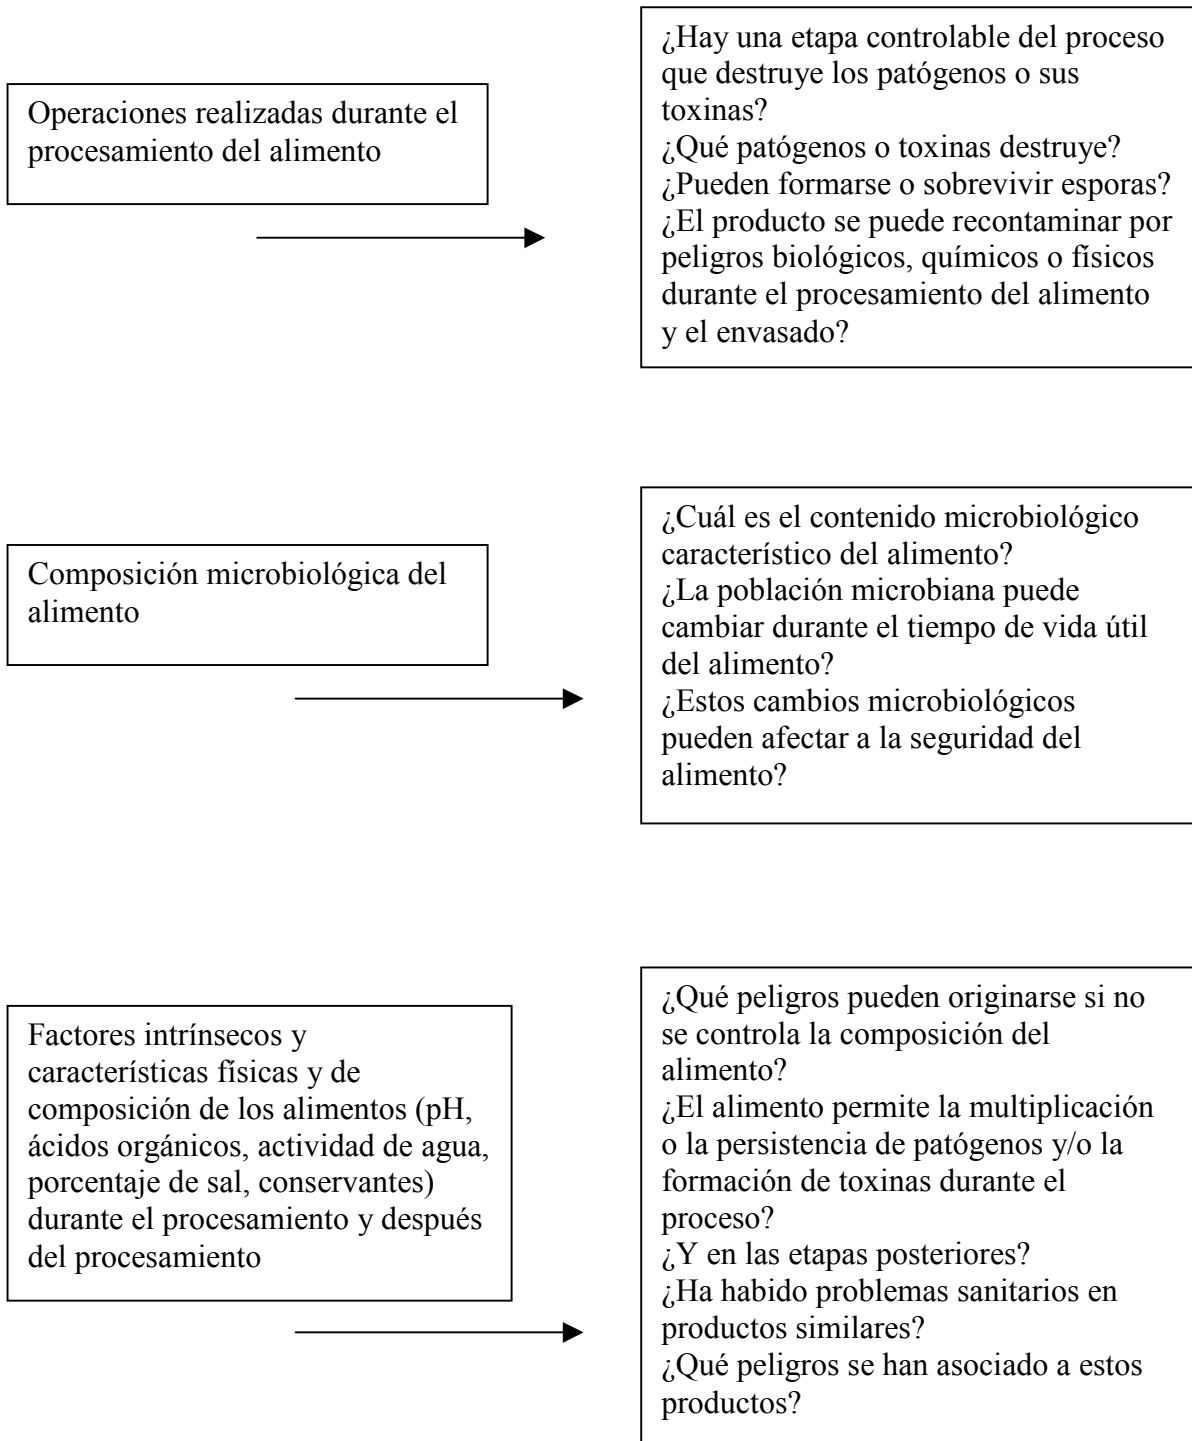 Operaciones realizadas durante el
procesamiento del alimento
¿Hay una etapa controlable del proceso
que destruye los patógenos o sus
toxinas?
¿Qué patógenos o toxinas destruye?
¿Pueden formarse o sobrevivir esporas?
¿El producto se puede recontaminar por
peligros biológicos, químicos o físicos
durante el procesamiento del alimento
y el envasado?
Composición microbiológica del
alimento
¿Cuál es el contenido microbiológico
característico del alimento?
¿La población microbiana puede
cambiar durante el tiempo de vida útil
del alimento?
¿Estos cambios microbiológicos
pueden afectar a la seguridad del
alimento?
Factores intrínsecos y
características físicas y de
composición de los alimentos (pH,
ácidos orgánicos, actividad de agua,
porcentaje de sal, conservantes)
durante el procesamiento y después
del procesamiento
¿Qué peligros pueden originarse si no
se controla la composición del
alimento?
¿El alimento permite la multiplicación
o la persistencia de patógenos y/o la
formación de toxinas durante el
proceso?
¿Y en las etapas posteriores?
¿Ha habido problemas sanitarios en
productos similares?
¿Qué peligros se han asociado a estos
productos?